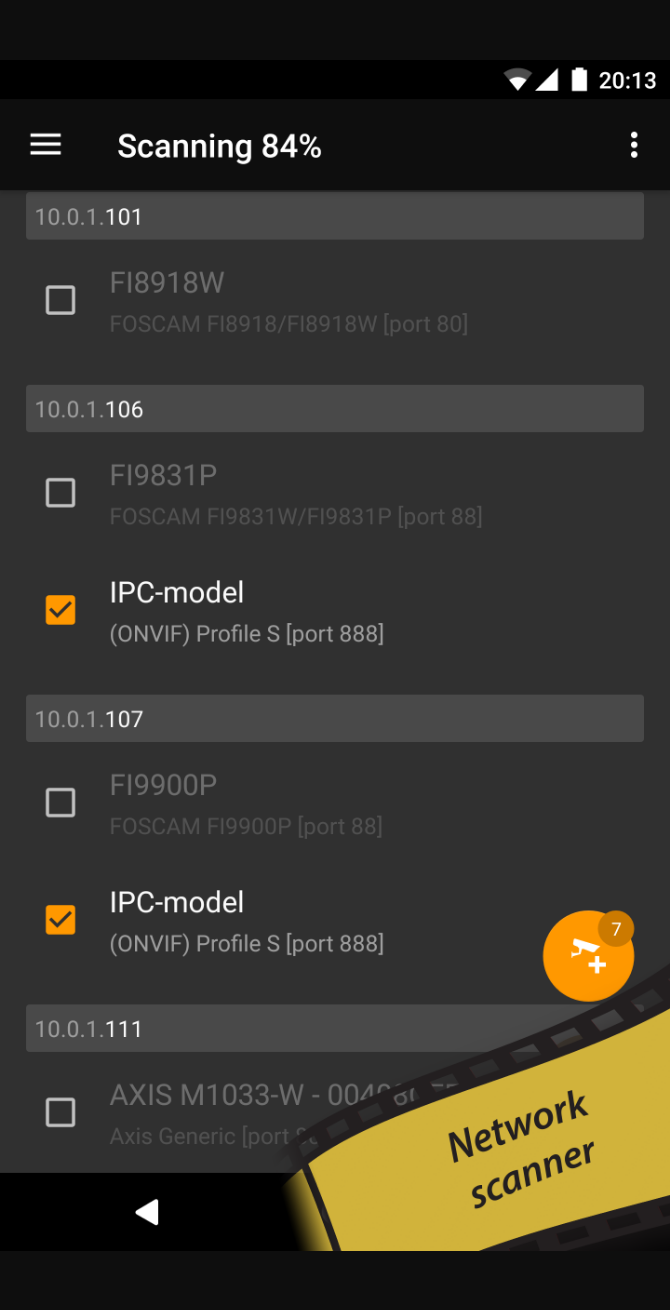 20:13
Scanning 84%
10.0.1.101
FI8918W
FOSCAM FI8918/FI8918W [port 80]
10.0.1.106
FI9831P
FOSCAM FI9831W/FI9831P [port 88]
IPC-model
(ONVIF) Profile S [port 888]
10.0.1.107
FI9900P
FOSCAM FI9900P [port 88]
IPC-model
(ONVIF) Profile S [port 888]
7
10.0.1.111
AXIS M1033-W -
Axis Generic [port
Network
scanner